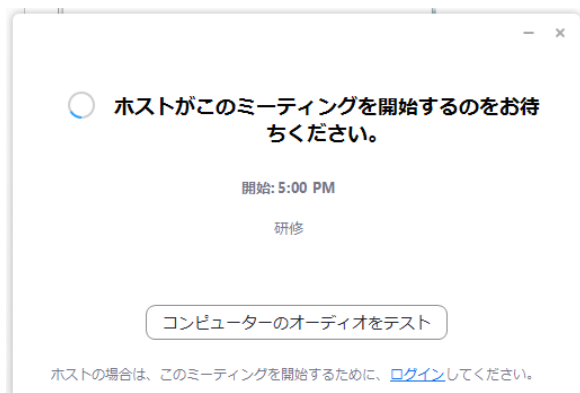 ホストがこのミーティングを開始するのをお待
ちください。
開始: 5:00 PM
研修
コンピューターのオーディオをテスト
ホストの場合は、このミーティングを開始するために、ログインしてください。